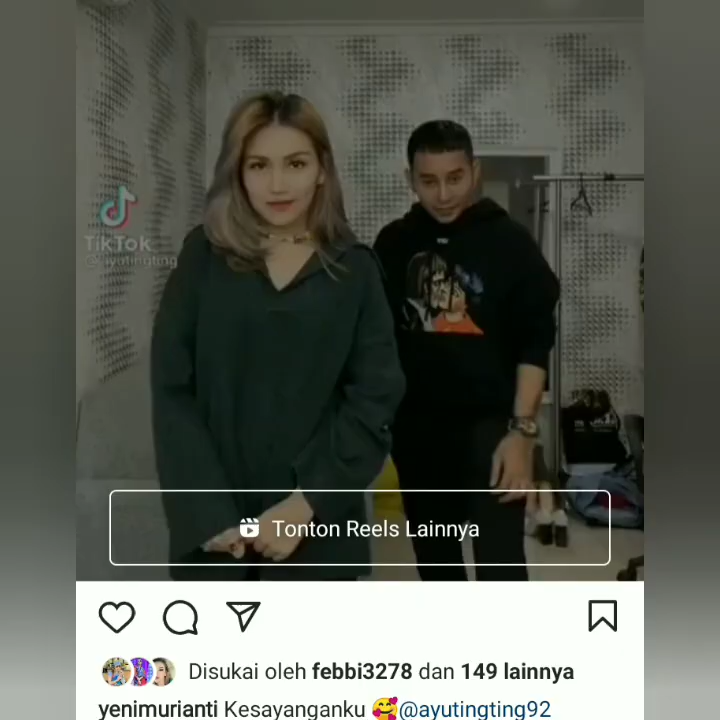 TikTok
@ayutingting
Tonton Reels Lainnya
Disukai oleh febbi3278 dan 149 lainnya
yenimurianti Kesayanganku 🥰@ayutingting92